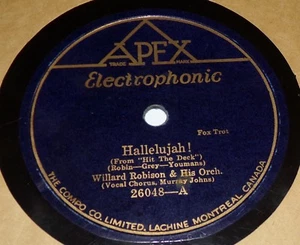 APEX
TRADE MARK
Electrophonic
Fox Trot
Hallelujah!
(From "Hit The Deck")
(Robin—Grey—Youmans)
Willard Robison & His Orch.
(Vocal Chorus, Murray Johns)
26048—A
THE COMPO CO. LIMITED, LACHINE MONTREAL CANADA